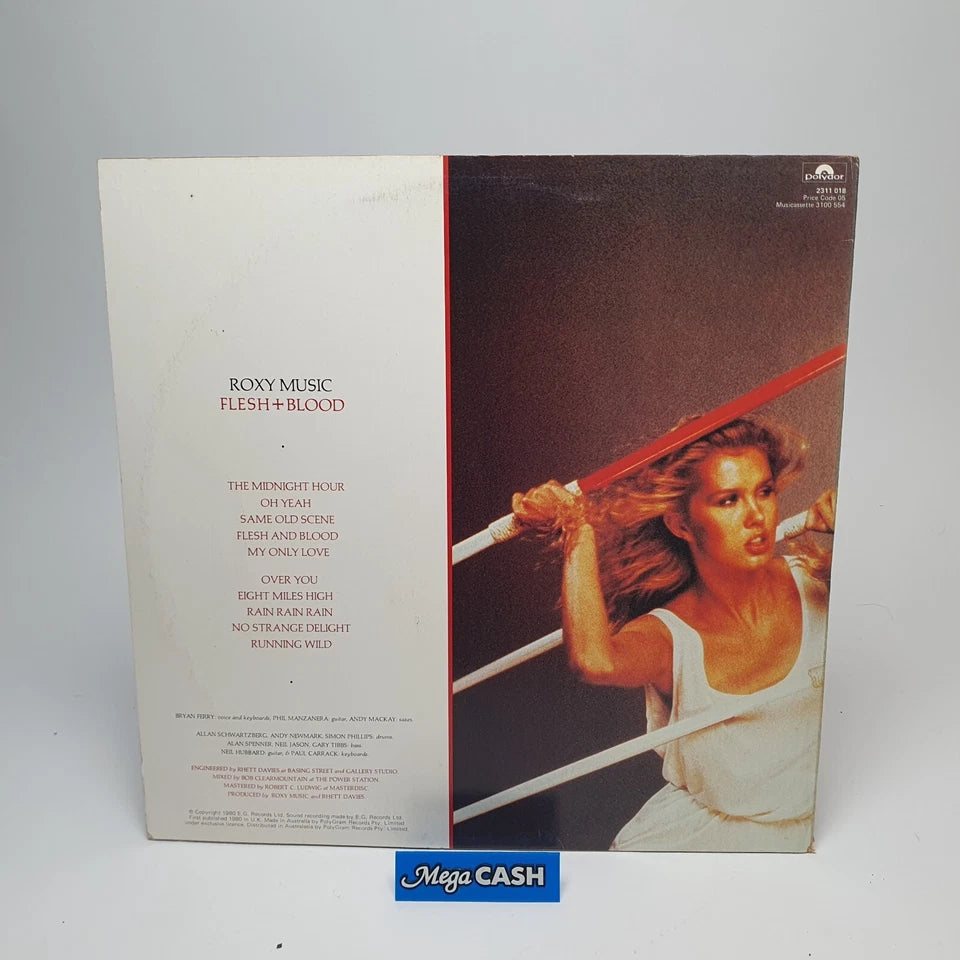 Polydor
2311 018
Price Code 05
Musicassette 3100 554
ROXY MUSIC
FLESH+BLOOD
THE MIDNIGHT HOUR
OH YEAH
SAME OLD SCENE
FLESH AND BLOOD
MY ONLY LOVE
OVER YOU
EIGHT MILES HIGH
RAIN RAIN RAIN
NO STRANGE DELIGHT
RUNNING WILD
BRYAN FERRY: voice and keyboards, PHIL MANZANERA: guitar, ANDY MACKAY: saxes.
ALLAN SCHWARTZBERG, ANDY NEWMARK, SIMON PHILLIPS: drums,
ALAN SPENNER, NEIL JASON, GARY TIBBS: bass,
NEIL HUBBARD: guitar, & PAUL CARRACK: keyboards.
ENGINEERED by RHETT DAVIES at BASING STREET and GALLERY STUDIO.
MIXED by BOB CLEARMOUNTAIN at THE POWER STATION.
MASTERED by ROBERT C. LUDWIG at MASTERDISC.
PRODUCED by ROXY MUSIC and RHETT DAVIES.
© Copyright 1980 E.G. Records Ltd. Sound recording made by E.G. Records Ltd.
First published 1980 in U.K. Made in Australia by PolyGram Records Pty. Limited
under exclusive licence. Distributed in Australasia by PolyGram Records Pty. Limited.
Mega CASH